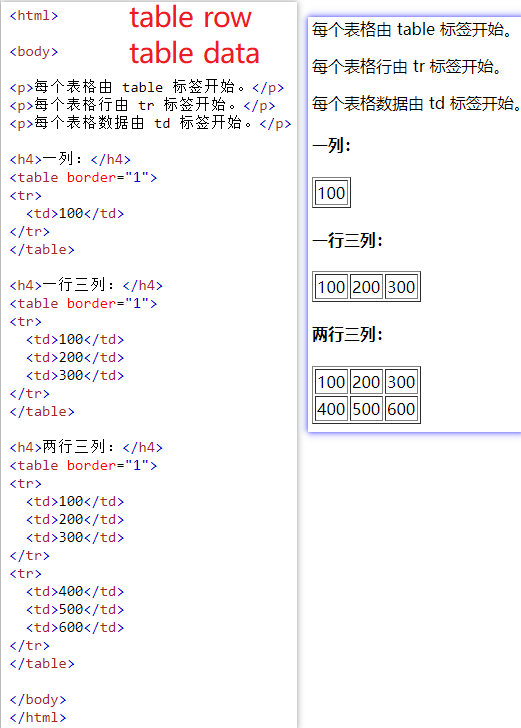 <html>
table row
<body>
table data
<p>每个表格由 table 标签开始。</p>
<p>每个表格行由 tr 标签开始。</p>
<p>每个表格数据由 td 标签开始。</p>
<h4>一列：</h4>
<table border="1">
<tr>
  <td>100</td>
</tr>
</table>
<h4>一行三列：</h4>
<table border="1">
<tr>
  <td>100</td>
  <td>200</td>
  <td>300</td>
</tr>
</table>
<h4>两行三列：</h4>
<table border="1">
<tr>
  <td>100</td>
  <td>200</td>
  <td>300</td>
</tr>
<tr>
  <td>400</td>
  <td>500</td>
  <td>600</td>
</tr>
</table>
</body>
</html>
每个表格由 table 标签开始。
每个表格行由 tr 标签开始。
每个表格数据由 td 标签开始。
一列：
100
一行三列：
100 200 300
两行三列：
100 200 300
400 500 600